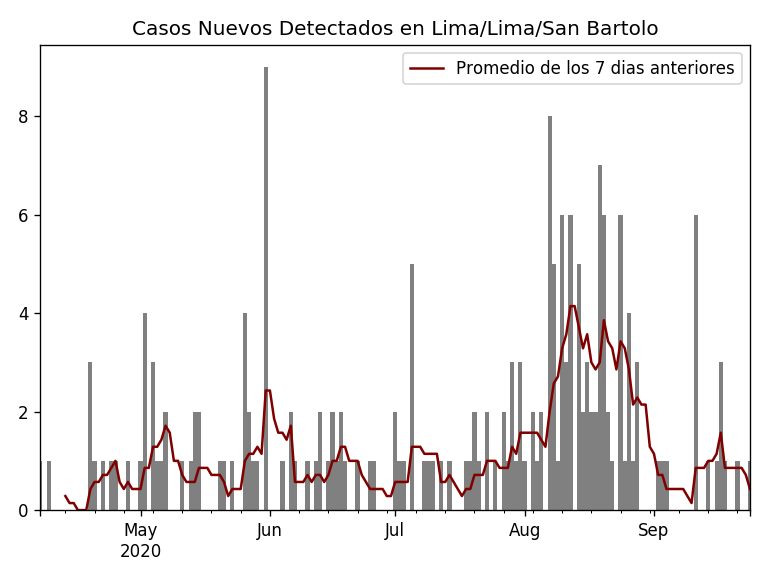 Casos Nuevos Detectados en Lima/Lima/San Bartolo
Promedio de los 7 dias anteriores
8
6
4
2
0
May Jun Jul Aug Sep
2020